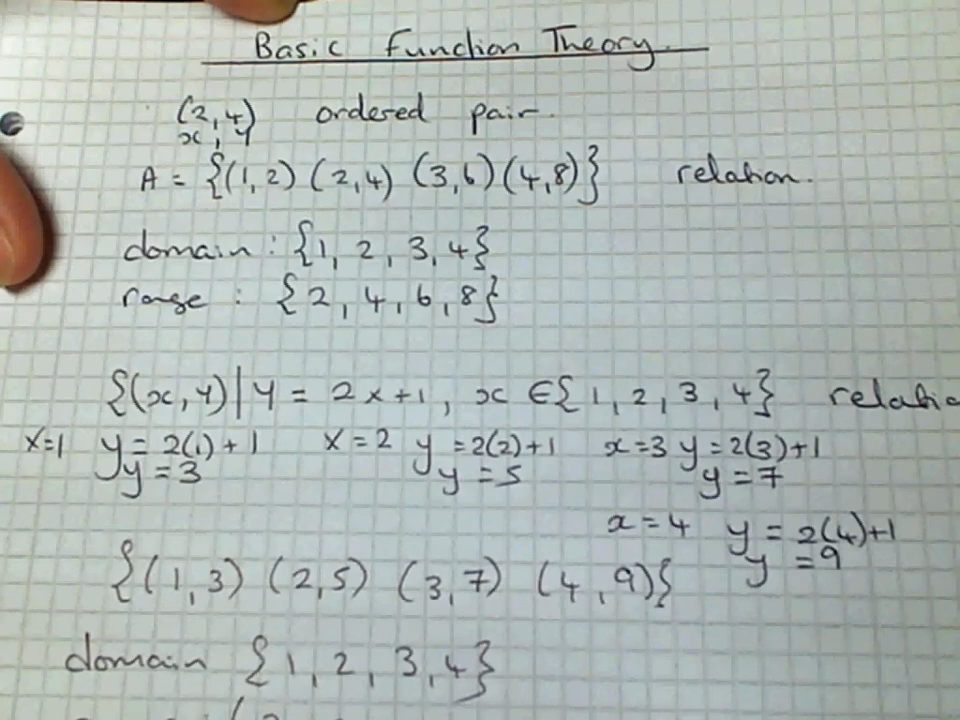 Basic Function Theory.
(2,4) ordered pair.
x, y
A = {(1,2) (2,4) (3,6) (4,8)} relation.
domain : {1, 2, 3, 4}
range : {2, 4, 6, 8}
{(x,y) | y = 2x+1, x ∈ {1, 2, 3, 4} relatio
x=1 y = 2(1)+1 x=2 y = 2(2)+1 x=3 y = 2(3)+1
y = 3 y = 5 y = 7
x = 4 y = 2(4)+1
y = 9
{(1,3) (2,5) (3,7) (4,9)}
domain {1, 2, 3, 4}